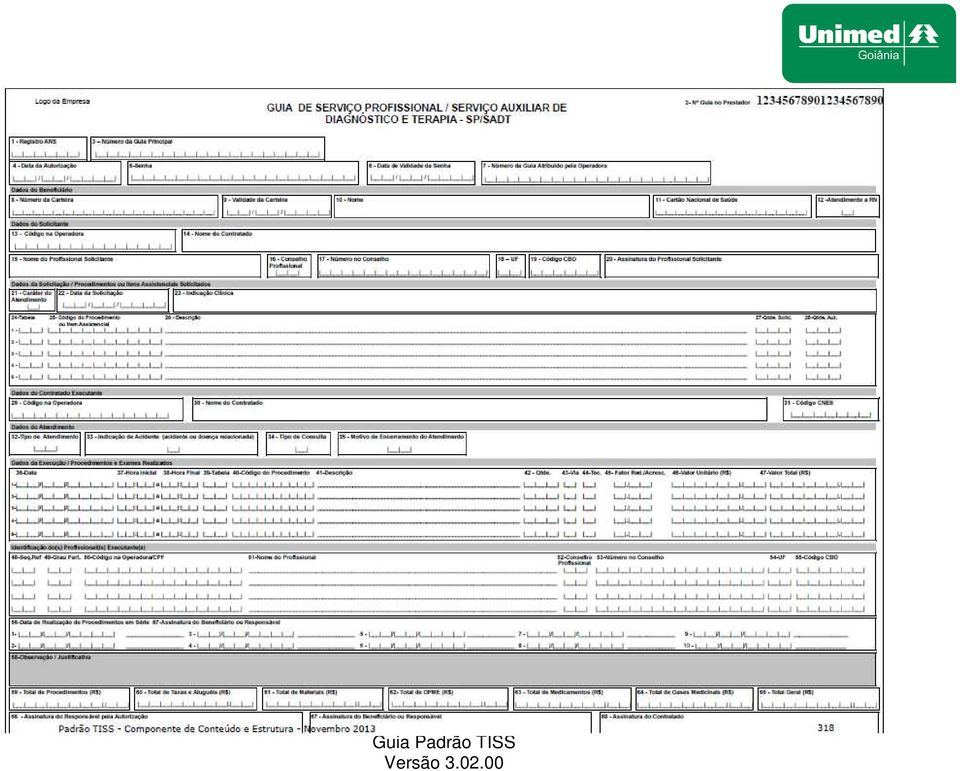 Unimed
Goiânia
Logo da Empresa
GUIA DE SERVIÇO PROFISSIONAL / SERVIÇO AUXILIAR DE
DIAGNÓSTICO E TERAPIA - SP/SADT
2- Nº Guia no Prestador 12345678901234567890
1 - Registro ANS 3 – Número da Guia Principal
4 - Data da Autorização 5-Senha 6 - Data de Validade da Senha 7 - Número da Guia Atribuído pela Operadora
Dados do Beneficiário
8 - Número da Carteira 9 - Validade da Carteira 10 - Nome 11 - Cartão Nacional de Saúde 12 -Atendimento a RN
Dados do Solicitante
13 - Código na Operadora 14 - Nome do Contratado
15 - Nome do Profissional Solicitante 16 - Conselho Profissional 17 - Número no Conselho 18 – UF 19 - Código CBO 20 - Assinatura do Profissional Solicitante
Dados da Solicitação / Procedimentos ou Itens Assistenciais Solicitados
21 - Caráter do Atendimento 22 - Data da Solicitação 23 - Indicação Clínica
24-Tabela 25- Código do Procedimento ou Item Assistencial 26 -Descrição 27-Qtde. Solic. 28-Qtde. Aut.
1 -
2 -
3 -
4 -
5 -
Dados do Contratado Executante
29 - Código na Operadora 30 - Nome do Contratado 31 - Código CNES
Dados do Atendimento
32-Tipo de Atendimento 33 - Indicação de Acidente (acidente ou doença relacionada) 34 - Tipo de Consulta 35 - Motivo de Encerramento do Atendimento
Dados da Execução / Procedimentos e Exames Realizados
36-Data 37-Hora Inicial 38-Hora Final 39-Tabela 40-Código do Procedimento 41-Descrição 42 - Qtde. 43-Via 44-Tec. 45- Fator Red./Acresc. 46-Valor Unitário (R$) 47-Valor Total (R$)
1-
2-
3-
4-
5-
Identificação do(s) Profissional(is) Executante(s)
48-Seq.Ref 49-Grau Part. 50-Código na Operadora/CPF 51-Nome do Profissional 52-Conselho Profissional 53-Número no Conselho 54-UF 55-Código CBO
56-Data de Realização de Procedimentos em Série 57-Assinatura do Beneficiário ou Responsável
1- 3 - 5 - 7 - 9 -
2- 4 - 6 - 8 - 10 -
58-Observação / Justificativa
59 - Total de Procedimentos (R$) 60 - Total de Taxas e Aluguéis (R$) 61 - Total de Materiais (R$) 62- Total de OPME (R$) 63 - Total de Medicamentos (R$) 64 - Total de Gases Medicinais (R$) 65 - Total Geral (R$)
66 - Assinatura do Responsável pela Autorização 67 - Assinatura do Beneficiário ou Responsável 68 - Assinatura do Contratado
Padrão TISS - Componente de Conteúdo e Estrutura - Novembro 2013 318
Guia Padrão TISS
Versão 3.02.00